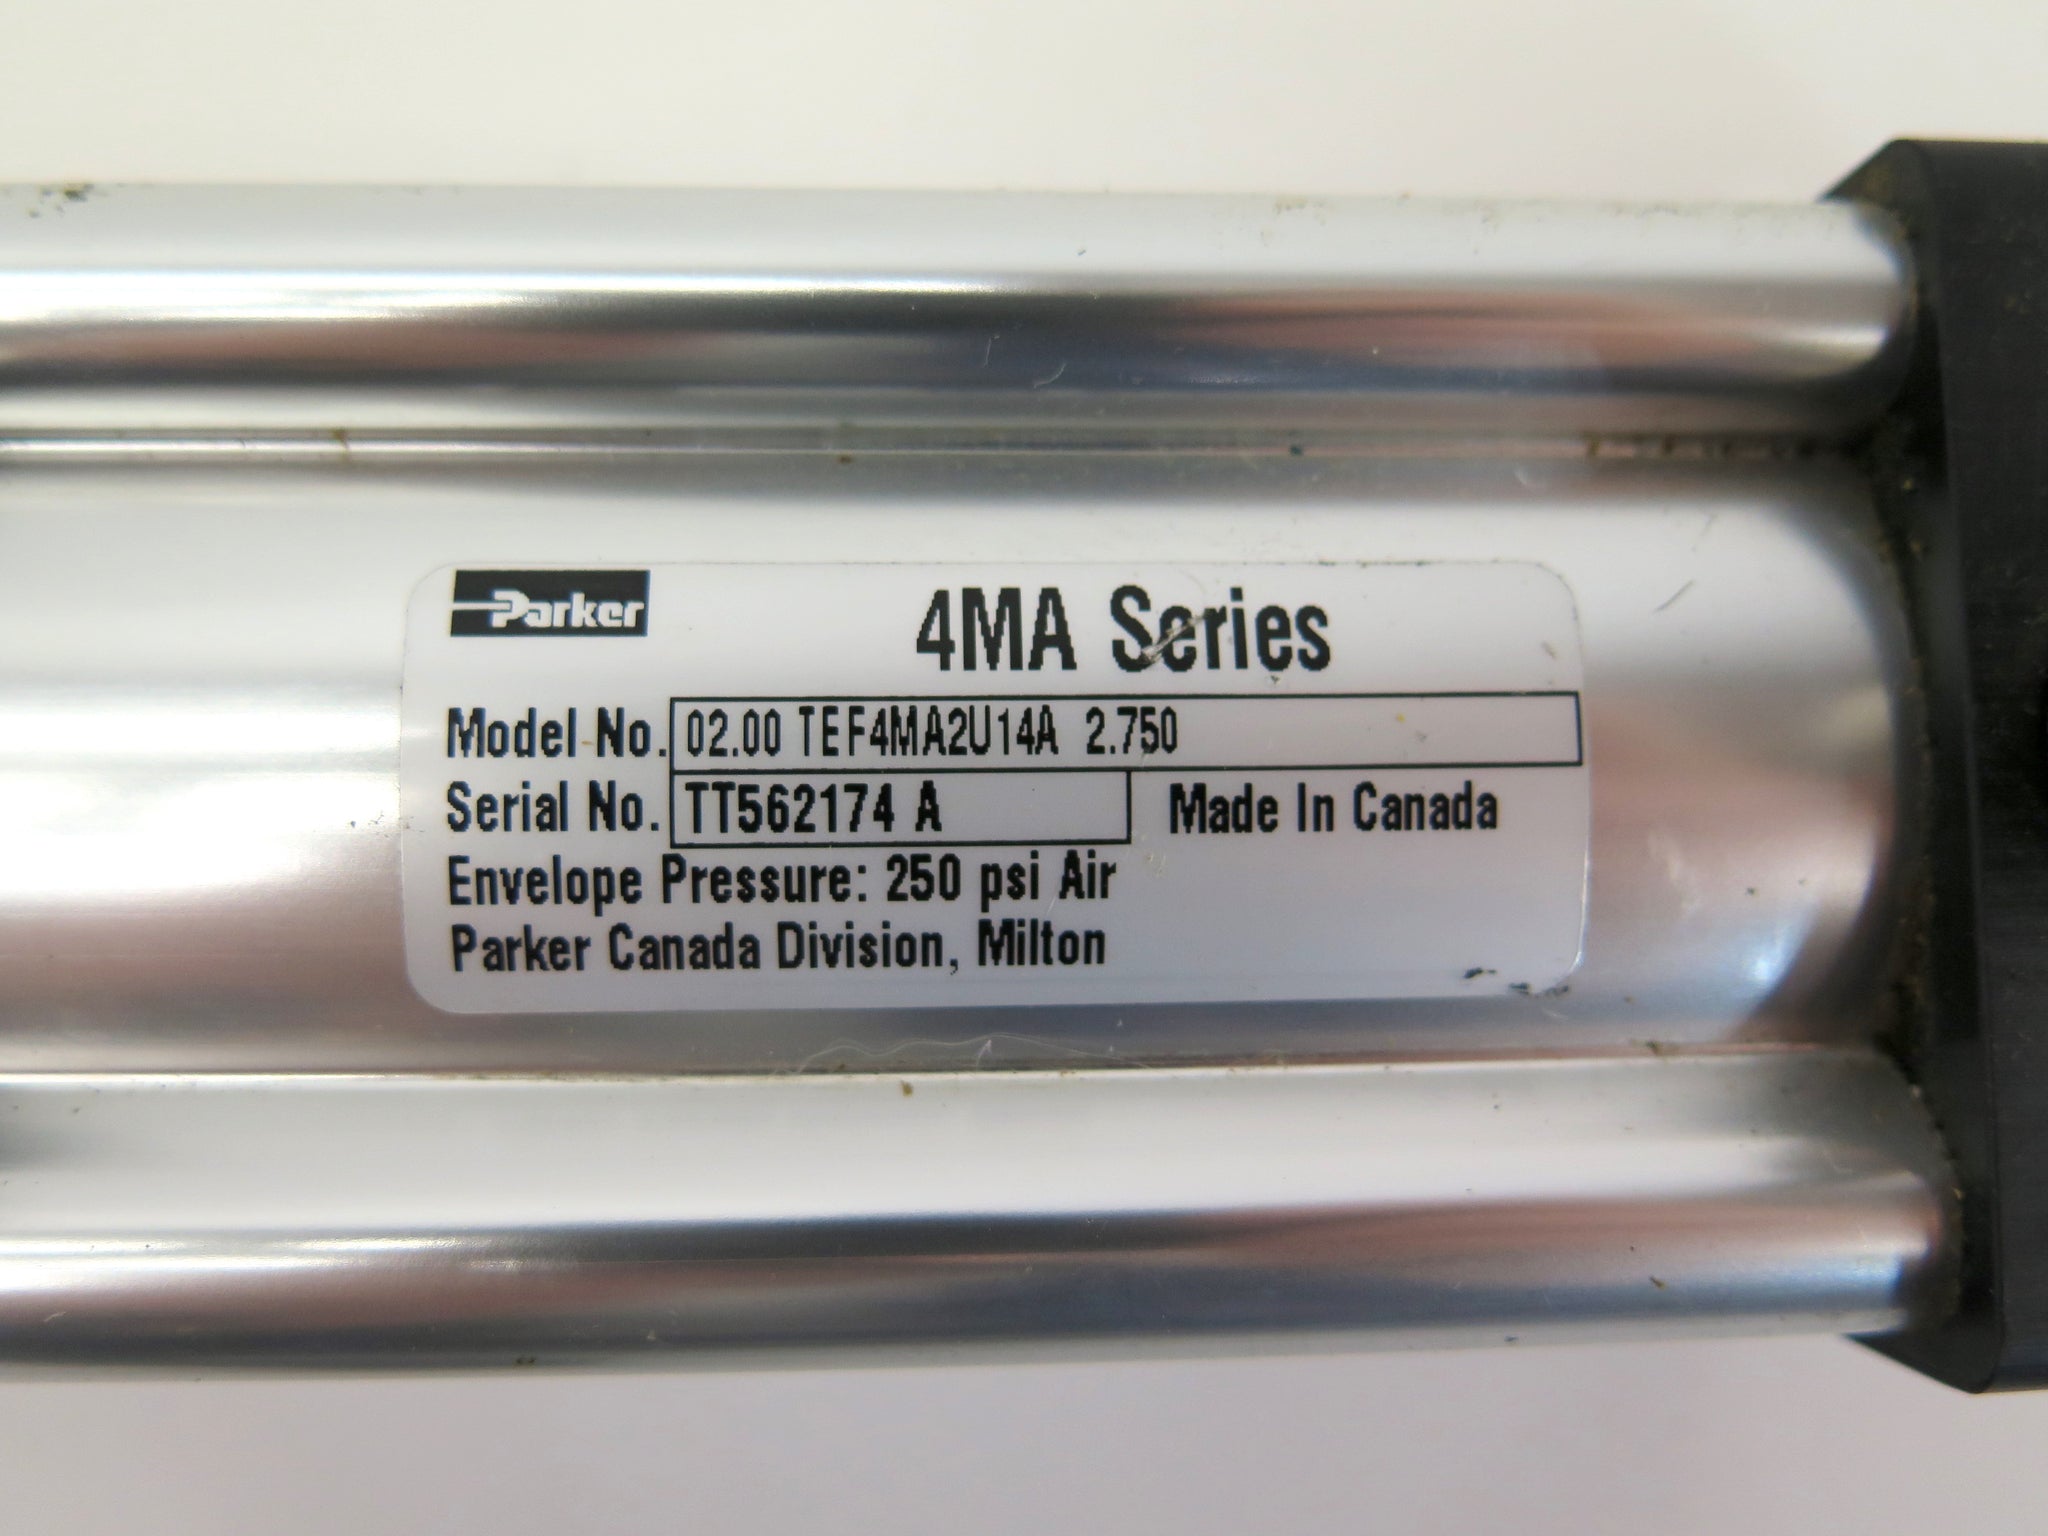 Parker
4MA Series
Model No. 02.00 TEF4MA2U14A 2.750
Serial No. TT562174 A Made In Canada
Envelope Pressure: 250 psi Air
Parker Canada Division, Milton